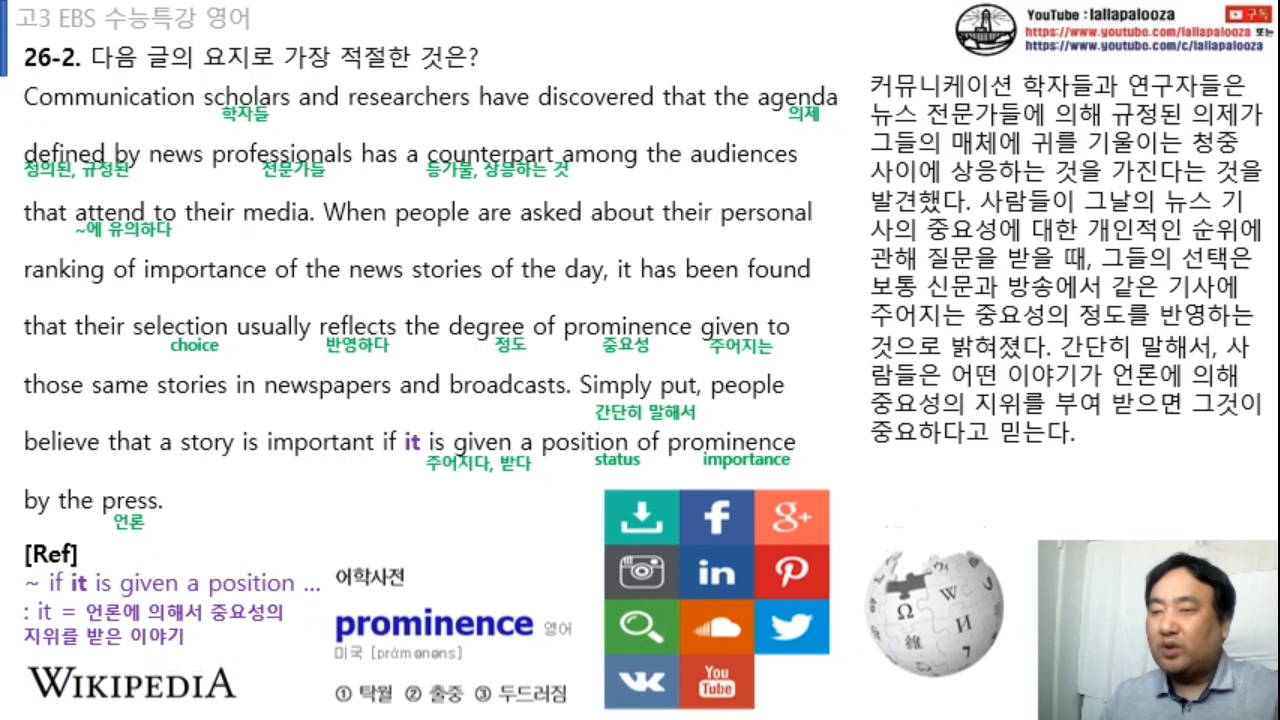 고3 EBS 수능특강 영어
YouTube : lallapalooza
구독
https://www.youtube.com/lallapalooza 또는
https://www.youtube.com/c/lallapalooza
26-2. 다음 글의 요지로 가장 적절한 것은?
Communication scholars and researchers have discovered that the agenda
학자들 의제
defined by news professionals has a counterpart among the audiences
정의된, 규정된 전문가들 등가물, 상응하는 것
that attend to their media. When people are asked about their personal
~에 유의하다
ranking of importance of the news stories of the day, it has been found
that their selection usually reflects the degree of prominence given to
choice 반영하다 정도 중요성 주어지는
those same stories in newspapers and broadcasts. Simply put, people
간단히 말해서
believe that a story is important if it is given a position of prominence
주어지다, 받다 status importance
by the press.
언론
커뮤니케이션 학자들과 연구자들은
뉴스 전문가들에 의해 규정된 의제가
그들의 매체에 귀를 기울이는 청중
사이에 상응하는 것을 가진다는 것을
발견했다. 사람들이 그날의 뉴스 기
사의 중요성에 대한 개인적인 순위에
관해 질문을 받을 때, 그들의 선택은
보통 신문과 방송에서 같은 기사에
주어지는 중요성의 정도를 반영하는
것으로 밝혀졌다. 간단히 말해서, 사
람들은 어떤 이야기가 언론에 의해
중요성의 지위를 부여 받으면 그것이
중요하다고 믿는다.
[Ref]
~ if it is given a position ...
: it = 언론에 의해서 중요성의
지위를 받은 이야기
WIKIPEDIA
어학사전
prominence 영어
미국 [prάmənəns]
① 탁월 ② 출중 ③ 두드러짐
f
g+
in
You
Tube
Ω
W
維
И
7